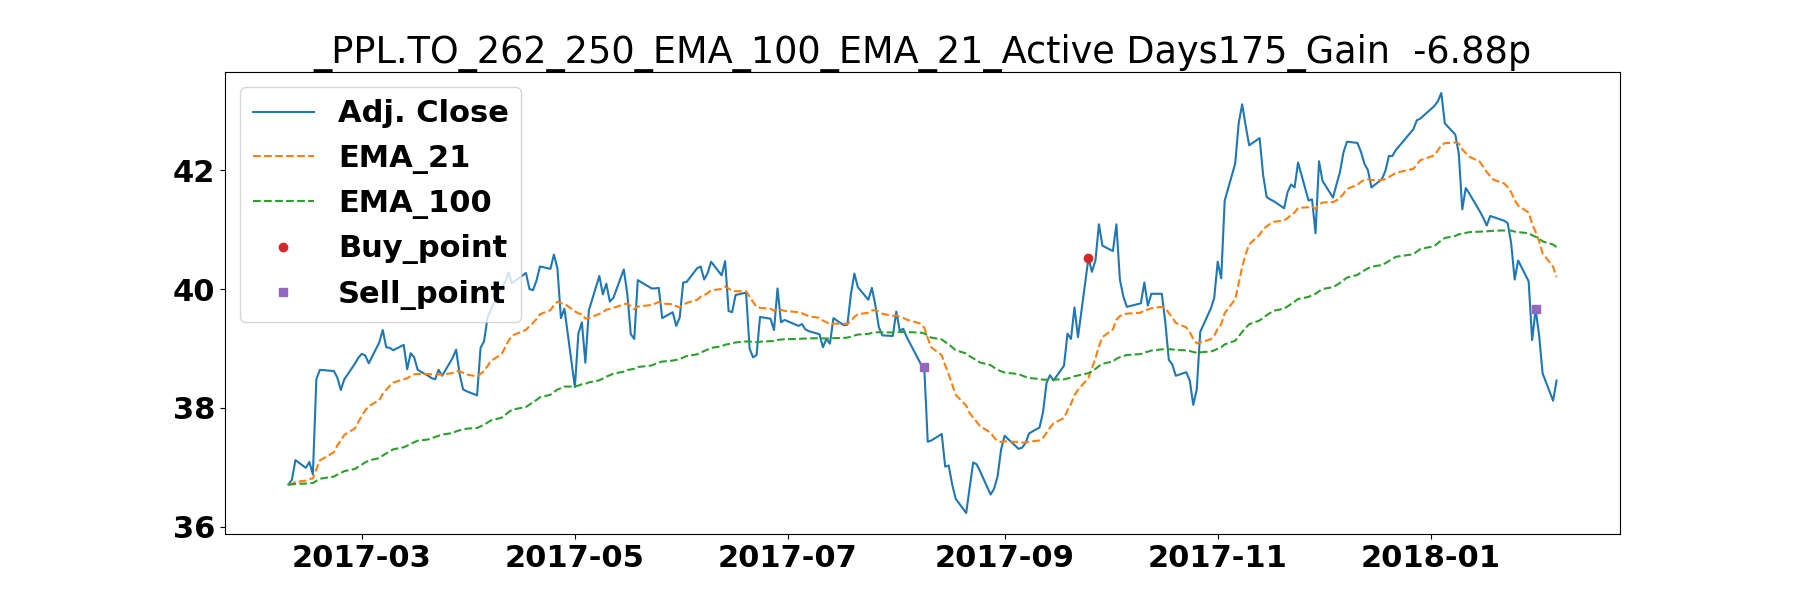 _PPL.TO_262_250_EMA_100_EMA_21_Active Days175_Gain  -6.88p
Adj. Close
EMA_21
EMA_100
Buy_point
Sell_point
42
40
38
36
2017-03 2017-05 2017-07 2017-09 2017-11 2018-01